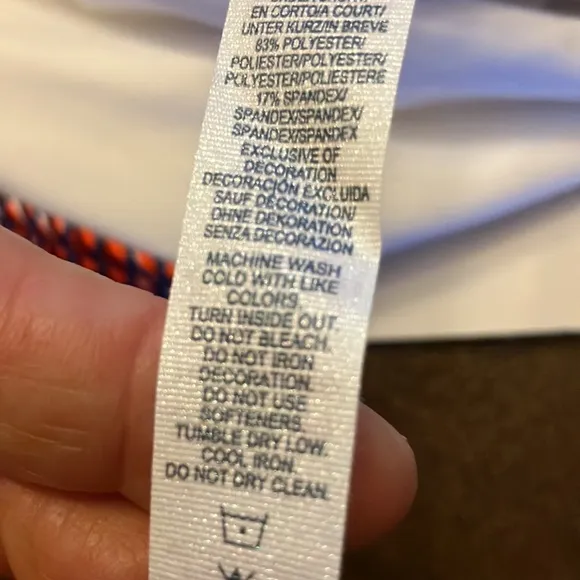 EN CORTO/A COURT/
UNTER KURZ/IN BREVE
83% POLYESTER/
POLIESTER/POLYESTER/
POLYESTER/POLIESTERE
17% SPANDEX/
SPANDEX/SPANDEX/
SPANDEX/SPANDEX
EXCLUSIVE OF
DECORATION
DECORACIÓN EXCLUIDA
SAUF DÉCORATION/
OHNE DEKORATION
SENZA DECORAZION
MACHINE WASH
COLD WITH LIKE
COLORS.
TURN INSIDE OUT.
DO NOT BLEACH.
DO NOT IRON
DECORATION.
DO NOT USE
SOFTENERS.
TUMBLE DRY LOW.
COOL IRON.
DO NOT DRY CLEAN.